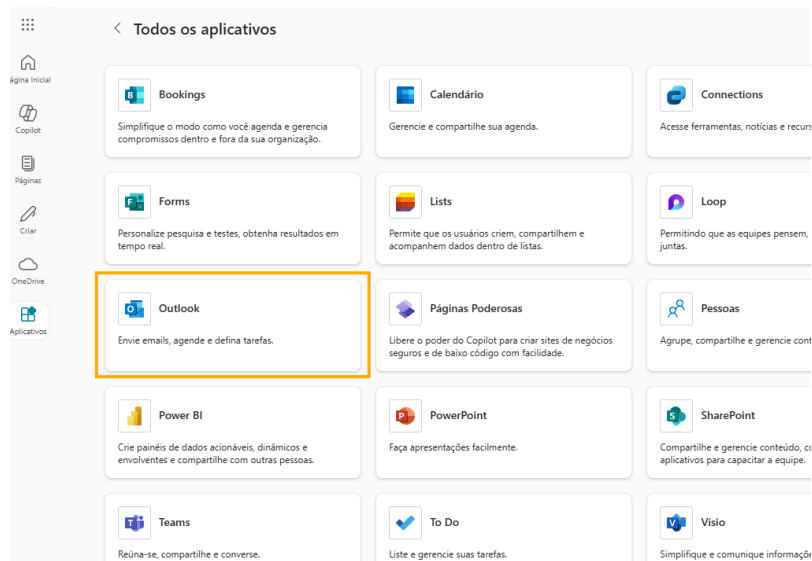 Todos os aplicativos
ágina Inicial
Copilot
Páginas
Criar
OneDrive
Aplicativos
Bookings
Simplifique o modo como você agenda e gerencia
compromissos dentro e fora da sua organização.
Calendário
Gerencie e compartilhe sua agenda.
Connections
Acesse ferramentas, notícias e recurs
Forms
Personalize pesquisa e testes, obtenha resultados em
tempo real.
Lists
Permite que os usuários criem, compartilhem e
acompanhem dados dentro de listas.
Loop
Permitindo que as equipes pensem,
juntas.
Outlook
Envie emails, agende e defina tarefas.
Páginas Poderosas
Libere o poder do Copilot para criar sites de negócios
seguros e de baixo código com facilidade.
Pessoas
Agrupe, compartilhe e gerencie cont
Power BI
Crie painéis de dados acionáveis, dinâmicos e
envolventes e compartilhe com outras pessoas.
PowerPoint
Faça apresentações facilmente.
SharePoint
Compartilhe e gerencie conteúdo, co
aplicativos para capacitar a equipe.
Teams
Reúna-se, compartilhe e converse.
To Do
Liste e gerencie suas tarefas.
Visio
Simplifique e comunique informaçõe